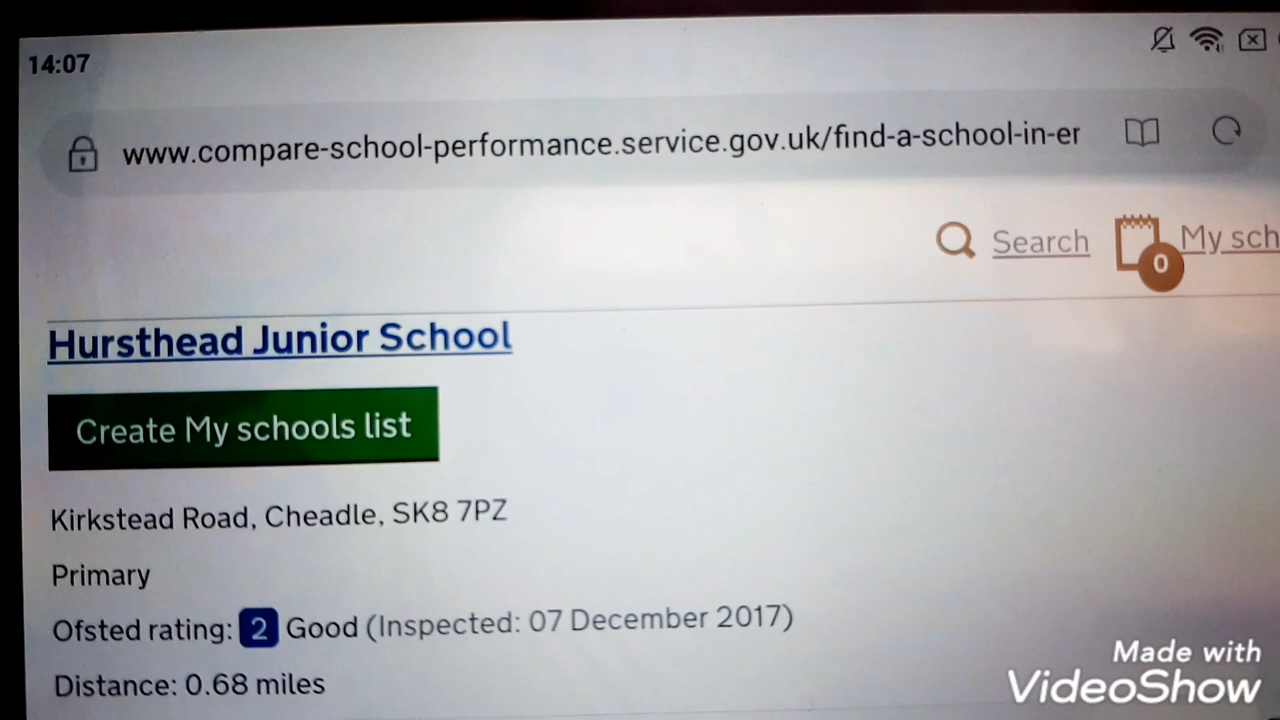 14:07
www.compare-school-performance.service.gov.uk/find-a-school-in-er
Search
0
My sch
Hursthead Junior School
Create My schools list
Kirkstead Road, Cheadle, SK8 7PZ
Primary
Ofsted rating: 2 Good (Inspected: 07 December 2017)
Distance: 0.68 miles
Made with
VideoShow